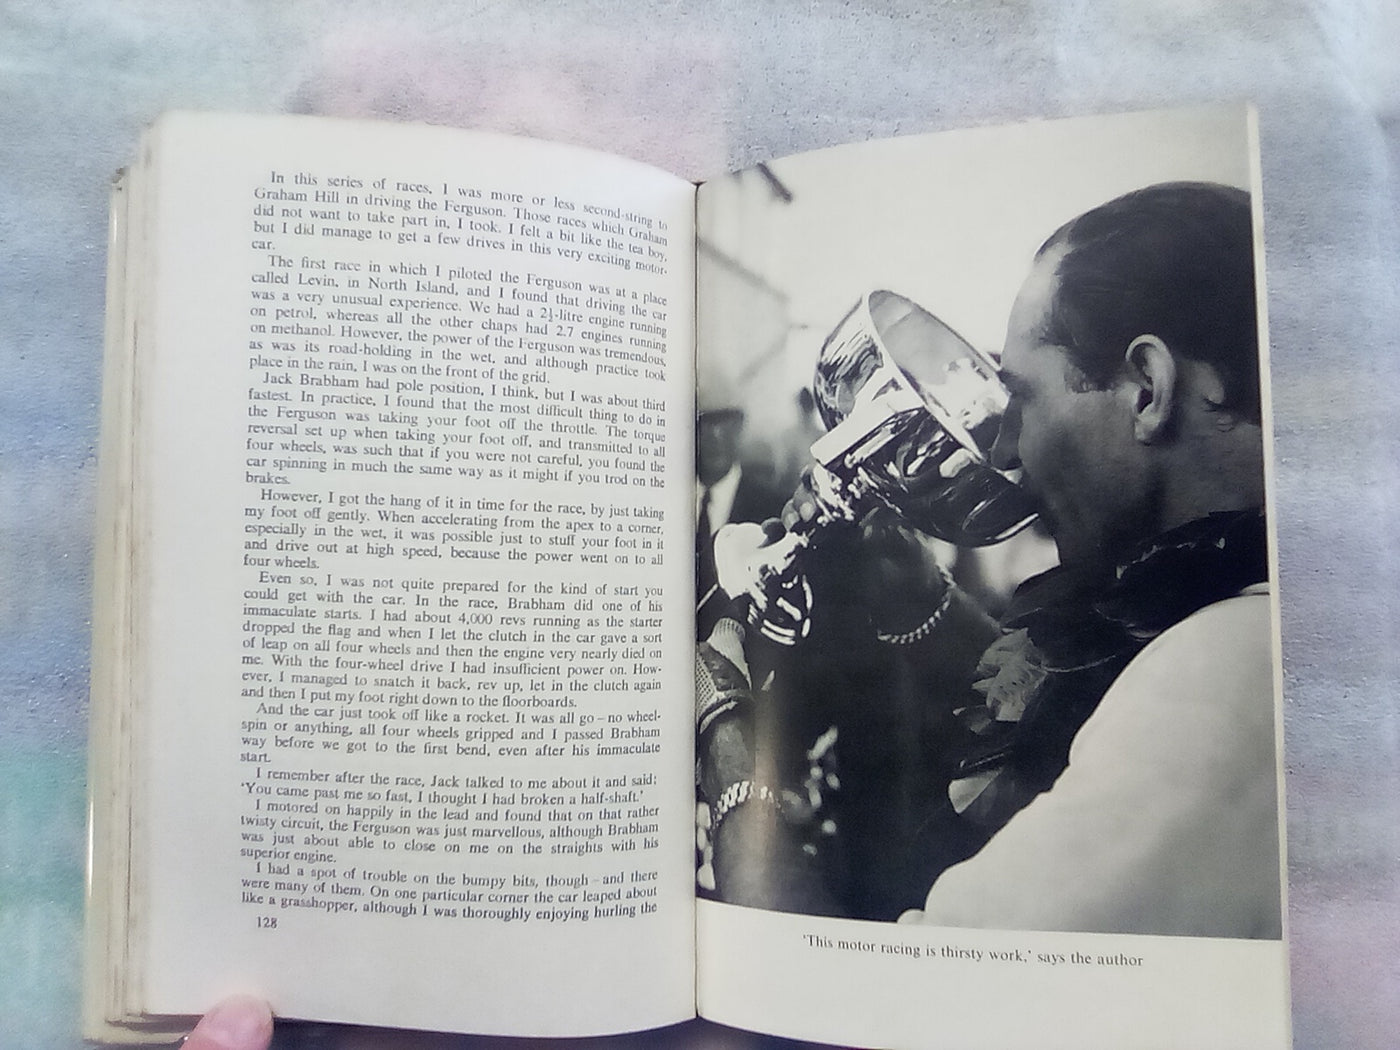 In this series of races, I was more or less second-string to
Graham Hill in driving the Ferguson. Those races which Graham
did not want to take part in, I took. I felt a bit like the tea boy,
but I did manage to get a few drives in this very exciting motor-
car.
The first race in which I piloted the Ferguson was at a place
called Levin, in North Island, and I found that driving the car
was a very unusual experience. We had a 2½-litre engine running
on petrol, whereas all the other chaps had 2.7 engines running
on methanol. However, the power of the Ferguson was tremendous,
as was its road-holding in the wet, and although practice took
place in the rain, I was on the front of the grid.
Jack Brabham had pole position, I think, but I was about third
fastest. In practice, I found that the most difficult thing to do in
the Ferguson was taking your foot off the throttle. The torque
reversal set up when taking your foot off, and transmitted to all
four wheels, was such that if you were not careful, you found the
car spinning in much the same way as it might if you trod on the
brakes.
However, I got the hang of it in time for the race, by just taking
my foot off gently. When accelerating from the apex to a corner,
especially in the wet, it was possible just to stuff your foot in it
and drive out at high speed, because the power went on to all
four wheels.
Even so, I was not quite prepared for the kind of start you
could get with the car. In the race, Brabham did one of his
immaculate starts. I had about 4,000 revs running as the starter
dropped the flag and when I let the clutch in the car gave a sort
of leap on all four wheels and then the engine very nearly died on
me. With the four-wheel drive I had insufficient power on. How-
ever, I managed to snatch it back, rev up, let in the clutch again
and then I put my foot right down to the floorboards.
And the car just took off like a rocket. It was all go – no wheel-
spin or anything, all four wheels gripped and I passed Brabham
way before we got to the first bend, even after his immaculate
start.
I remember after the race, Jack talked to me about it and said:
‘You came past me so fast, I thought I had broken a half-shaft.’
I motored on happily in the lead and found that on that rather
twisty circuit, the Ferguson was just marvellous, although Brabham
was just about able to close on me on the straights with his
superior engine.
I had a spot of trouble on the bumpy bits, though – and there
were many of them. On one particular corner the car leaped about
like a grasshopper, although I was thoroughly enjoying hurling the
128
‘This motor racing is thirsty work,’ says the author